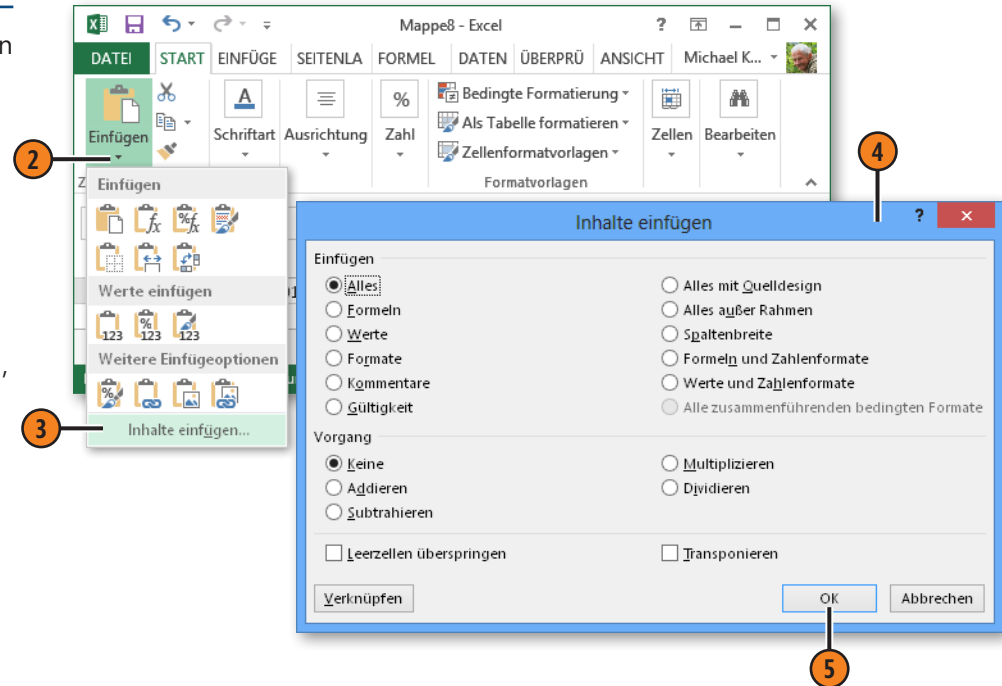 n
Mappe8 - Excel
?
DATEI START EINFÜGE SEITENLA FORMEL DATEN ÜBERPRÜ ANSICHT Michael K...
Einfügen
Schriftart
Ausrichtung
%
Zahl
Bedingte Formatierung
Als Tabelle formatieren
Zellenformatvorlagen
Formatvorlagen
Zellen
Bearbeiten
2
4
Einfügen
Werte einfügen
123 123 123
Weitere Einfügeoptionen
,
3
Inhalte einfügen...
Inhalte einfügen
?
Einfügen
Alles
Alles mit Quelldesign
Formeln
Alles außer Rahmen
Werte
Spaltenbreite
Formate
Formeln und Zahlenformate
Kommentare
Werte und Zahlenformate
Gültigkeit
Alle zusammenführenden bedingten Formate
Vorgang
Keine
Multiplizieren
Addieren
Dividieren
Subtrahieren
Leerzellen überspringen
Transponieren
Verknüpfen
OK
Abbrechen
5